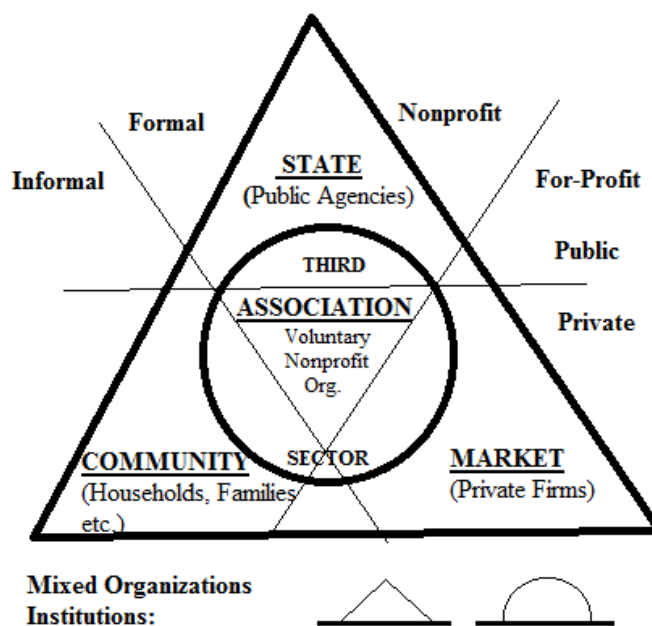 Formal
Nonprofit
Informal
STATE
(Public Agencies)
For-Profit
Public
THIRD
ASSOCIATION
Voluntary
Nonprofit
Org.
Private
COMMUNITY
(Households, Families
etc.)
SECTOR
MARKET
(Private Firms)
Mixed Organizations
Institutions: